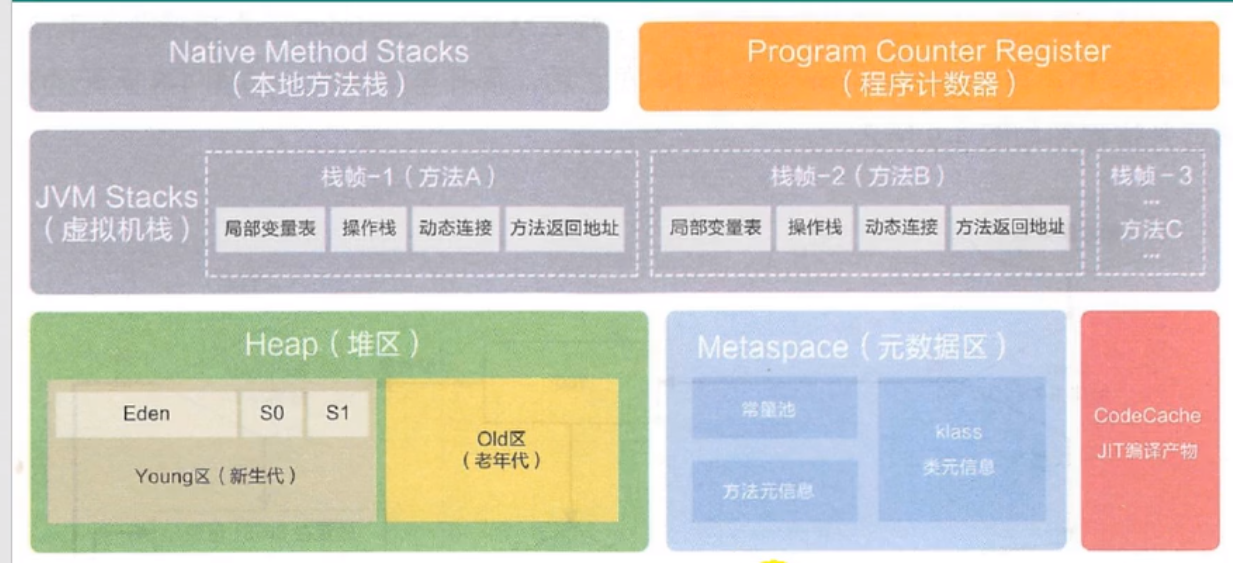 Native Method Stacks
（本地方法栈）
Program Counter Register
（程序计数器）
JVM Stacks
（虚拟机栈）
栈帧-1（方法A）
局部变量表
操作栈
动态连接
方法返回地址
栈帧-2（方法B）
局部变量表
操作栈
动态连接
方法返回地址
栈帧-3
...
方法C
...
Heap（堆区）
Eden
S0
S1
Young区（新生代）
Old区
（老年代）
Metaspace（元数据区）
常量池
方法元信息
klass
类元信息
CodeCache
JIT编译产物